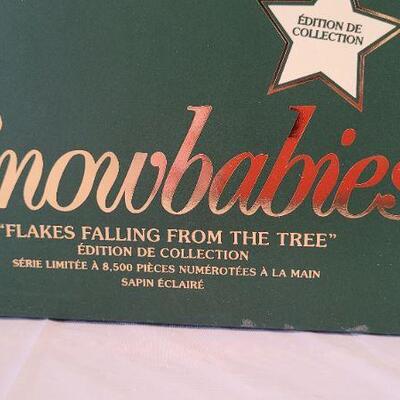 ÉDITION DE
COLLECTION
Snowbabies
"FLAKES FALLING FROM THE TREE"
ÉDITION DE COLLECTION
SÉRIE LIMITÉE À 8,500 PIÈCES NUMÉROTÉES À LA MAIN
SAPIN ÉCLAIRÉ